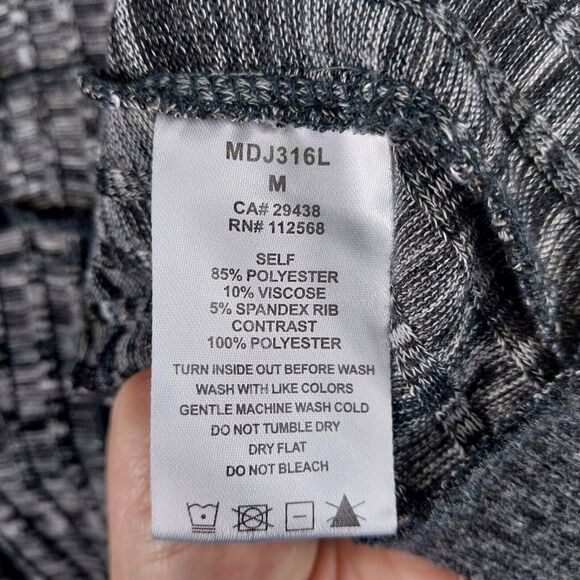 MDJ316L
M
CA# 29438
RN# 112568
SELF
85% POLYESTER
10% VISCOSE
5% SPANDEX RIB
CONTRAST
100% POLYESTER
TURN INSIDE OUT BEFORE WASH
WASH WITH LIKE COLORS
GENTLE MACHINE WASH COLD
DO NOT TUMBLE DRY
DRY FLAT
DO NOT BLEACH